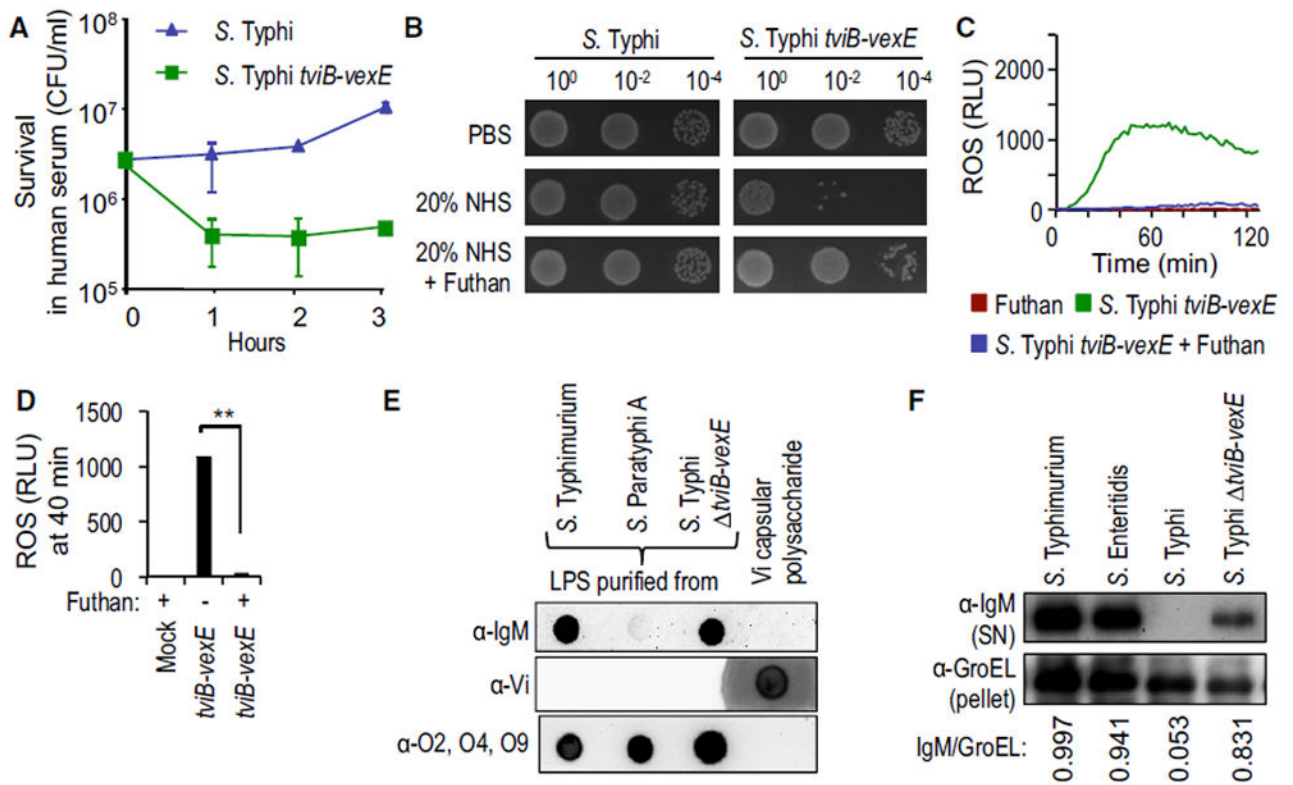 A
Survival
in human serum (CFU/ml)
10⁸
10⁷
10⁶
10⁵
S. Typhi
S. Typhi tviB-vexE
0 1 2 3
Hours
B
S. Typhi S. Typhi tviB-vexE
10⁰ 10⁻² 10⁻⁴ 10⁰ 10⁻² 10⁻⁴
PBS
20% NHS
20% NHS
+ Futhan
C
ROS (RLU)
2000
1000
0
0 60 120
Time (min)
Futhan S. Typhi tviB-vexE
S. Typhi tviB-vexE + Futhan
D
ROS (RLU)
at 40 min
1500
1000
500
0
**
Futhan: + - +
Mock
tviB-vexE
tviB-vexE
E
S. Typhimurium
S. Paratyphi A
S. Typhi
ΔtviB-vexE
Vi capsular
polysaccharide
LPS purified from
α-IgM
α-Vi
α-O2, O4, O9
F
S. Typhimurium
S. Enteritidis
S. Typhi
S. Typhi ΔtviB-vexE
α-IgM
(SN)
α-GroEL
(pellet)
IgM/GroEL: 0.997 0.941 0.053 0.831